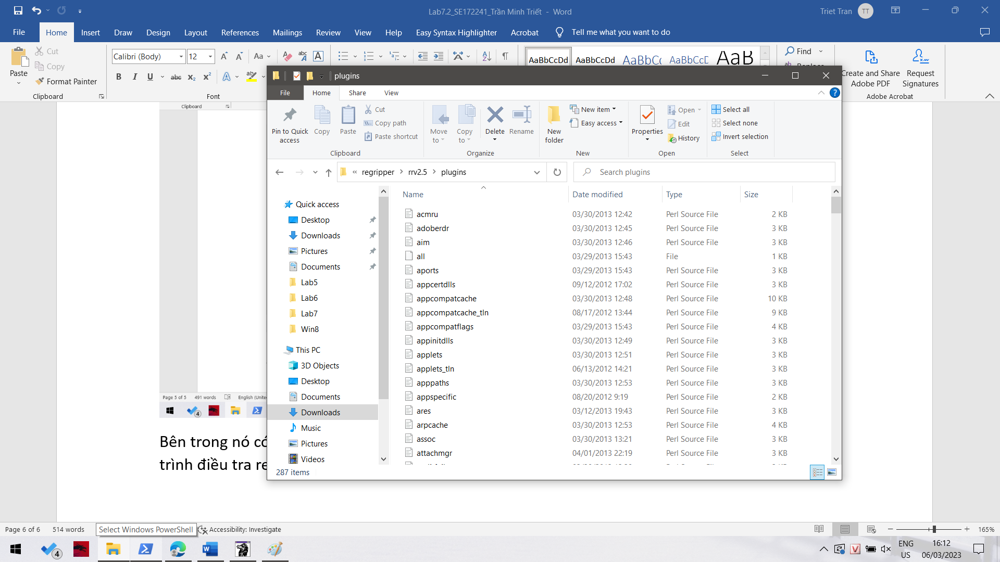 Lab7.2_SE172241_Trần Minh Triết - Word
Triet Tran TT
File Home Insert Draw Design Layout References Mailings Review View Help Easy Syntax Highlighter Acrobat Tell me what you want to do
Paste
Cut
Copy
Format Painter
Clipboard
Calibri (Body) 12
Font
AaBbCcDd AaBbCcDd AaBbCc AaBbCcD AaB
Find
Create and Share Adobe PDF
Request Signatures
Adobe Acrobat
Clipboard
plugins
File Home Share View
Pin to Quick access
Copy
Paste
Cut
Copy path
Paste shortcut
Clipboard
Move to
Copy to
Delete
Rename
Organize
New folder
New item
Easy access
New
Properties
Open
Edit
History
Open
Select all
Select none
Invert selection
Select
« regripper > rrv2.5 > plugins
Search plugins
Quick access
Desktop
Downloads
Pictures
Documents
Lab5
Lab6
Lab7
Win8
This PC
3D Objects
Desktop
Documents
Downloads
Music
Pictures
Videos
Name Date modified Type Size
acmru 03/30/2013 12:42 Perl Source File 2 KB
adoberdr 03/30/2013 12:45 Perl Source File 3 KB
aim 03/30/2013 12:46 Perl Source File 3 KB
all 03/29/2013 15:43 File 1 KB
aports 03/29/2013 15:43 Perl Source File 3 KB
appcertdlls 09/12/2012 17:02 Perl Source File 3 KB
appcompatcache 03/30/2013 12:48 Perl Source File 10 KB
appcompatcache_tln 08/17/2012 13:44 Perl Source File 9 KB
appcompatflags 03/29/2013 15:43 Perl Source File 4 KB
appinitdlls 03/30/2013 12:49 Perl Source File 3 KB
applets 03/30/2013 12:51 Perl Source File 3 KB
applets_tln 06/13/2012 14:21 Perl Source File 3 KB
apppaths 03/30/2013 12:53 Perl Source File 3 KB
appspecific 08/20/2012 9:19 Perl Source File 2 KB
ares 03/12/2013 19:43 Perl Source File 3 KB
arpcache 03/30/2013 12:53 Perl Source File 4 KB
assoc 03/30/2013 13:21 Perl Source File 3 KB
attachmgr 04/01/2013 22:19 Perl Source File 3 KB
287 items
Page 5 of 5 491 words English (Unite
4
Bên trong nó có
trình điều tra re
Page 6 of 6 514 words Select Windows PowerShell Accessibility: Investigate
165%
4
ENG
US
16:12
06/03/2023